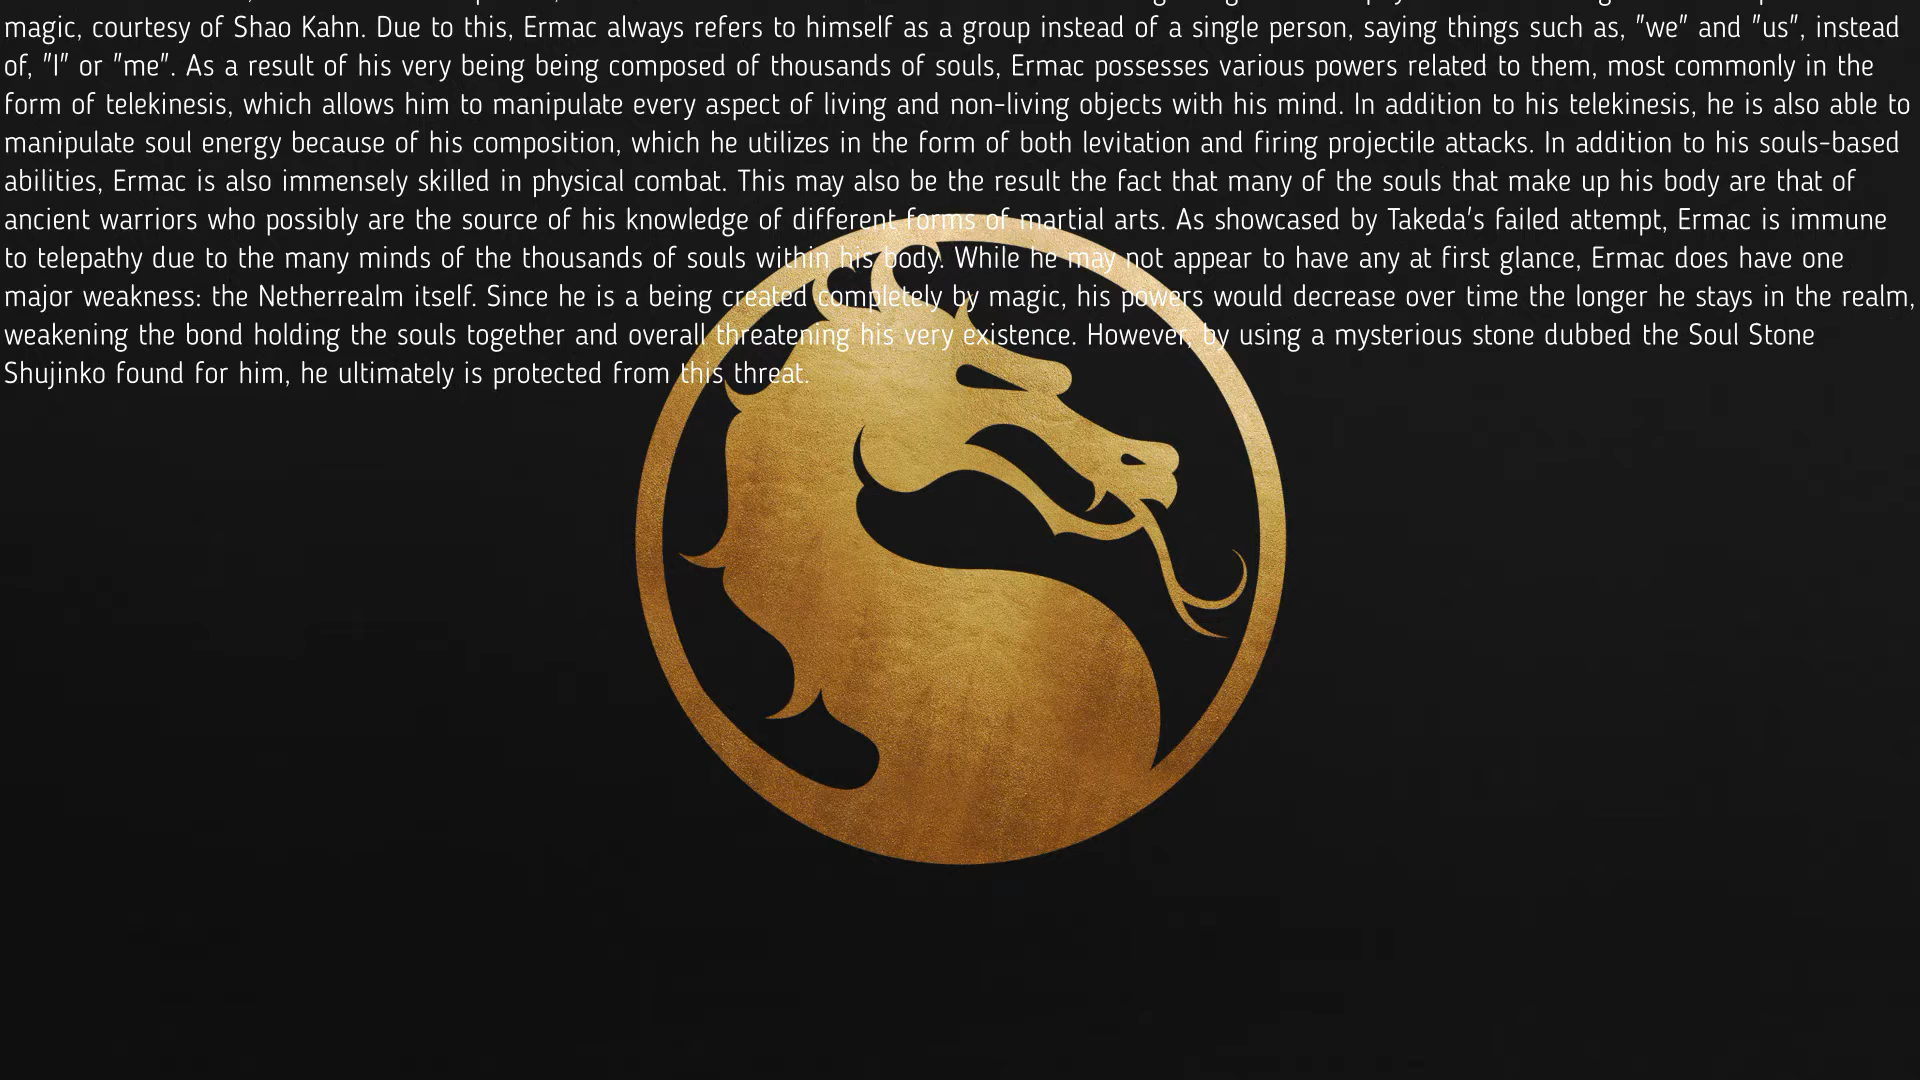 magic, courtesy of Shao Kahn. Due to this, Ermac always refers to himself as a group instead of a single person, saying things such as, "we" and "us", instead
of, "I" or "me". As a result of his very being being composed of thousands of souls, Ermac possesses various powers related to them, most commonly in the
form of telekinesis, which allows him to manipulate every aspect of living and non-living objects with his mind. In addition to his telekinesis, he is also able to
manipulate soul energy because of his composition, which he utilizes in the form of both levitation and firing projectile attacks. In addition to his souls-based
abilities, Ermac is also immensely skilled in physical combat. This may also be the result the fact that many of the souls that make up his body are that of
ancient warriors who possibly are the source of his knowledge of different forms of martial arts. As showcased by Takeda's failed attempt, Ermac is immune
to telepathy due to the many minds of the thousands of souls within his body. While he may not appear to have any at first glance, Ermac does have one
major weakness: the Netherrealm itself. Since he is a being created completely by magic, his powers would decrease over time the longer he stays in the realm,
weakening the bond holding the souls together and overall threatening his very existence. However, by using a mysterious stone dubbed the Soul Stone
Shujinko found for him, he ultimately is protected from this threat.